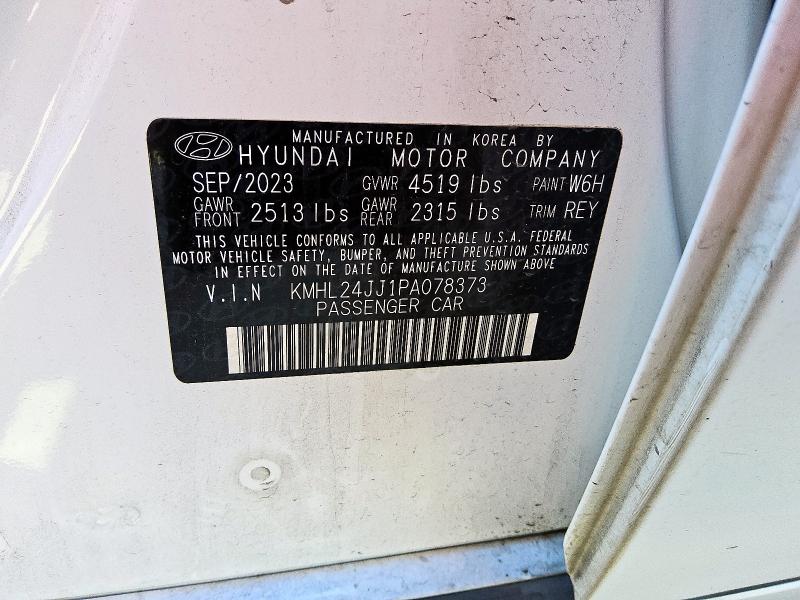 MANUFACTURED IN KOREA BY
HYUNDAI MOTOR COMPANY
SEP/2023 GVWR 4519 lbs PAINT W6H
GAWR FRONT 2513 lbs GAWR REAR 2315 lbs TRIM REY
THIS VEHICLE CONFORMS TO ALL APPLICABLE U.S.A. FEDERAL
MOTOR VEHICLE SAFETY, BUMPER, AND THEFT PREVENTION STANDARDS
IN EFFECT ON THE DATE OF MANUFACTURE SHOWN ABOVE
V.I.N KMHL24JJ1PA078373
PASSENGER CAR